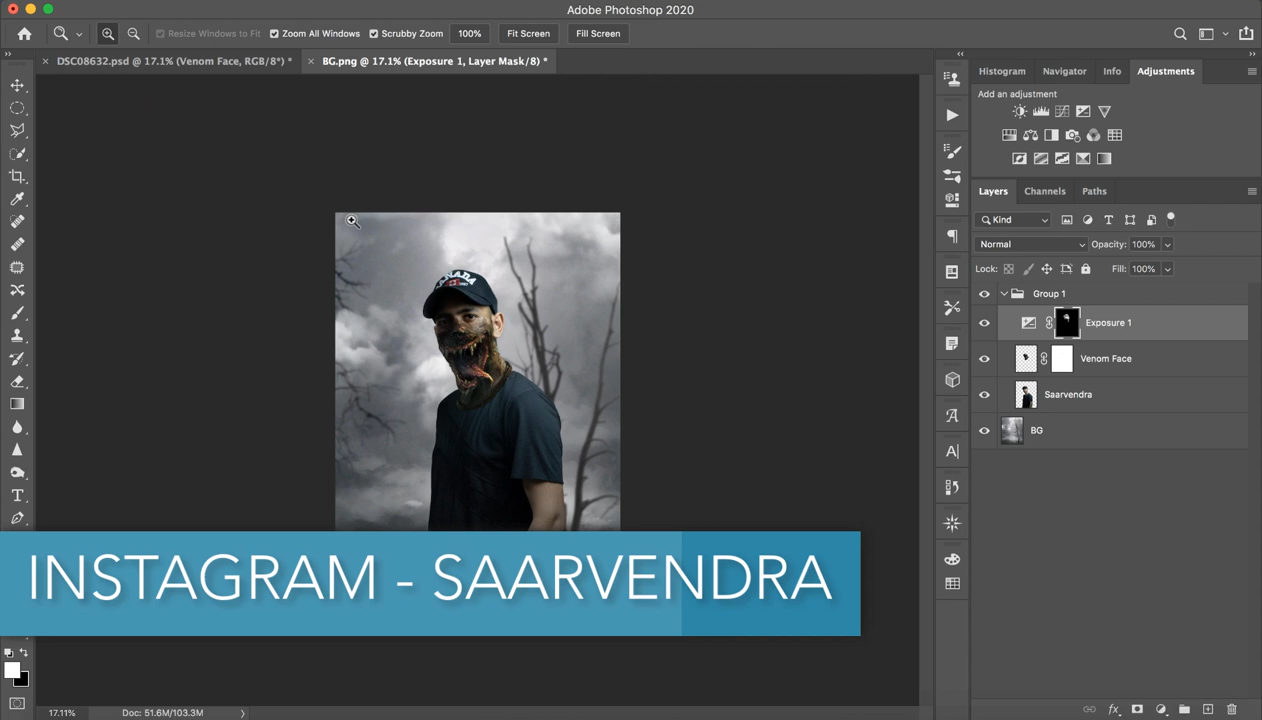 Adobe Photoshop 2020
Resize Windows to Fit Zoom All Windows Scrubby Zoom 100% Fit Screen Fill Screen
DSC08632.psd @ 17.1% (Venom Face, RGB/8*) * BG.png @ 17.1% (Exposure 1, Layer Mask/8) *
Histogram Navigator Info Adjustments
Add an adjustment
Layers Channels Paths
Kind
Normal Opacity: 100%
Lock: Fill: 100%
Group 1
Exposure 1
Venom Face
Saarvendra
BG
CANADA
INSTAGRAM - SAARVENDRA
17.11% Doc: 51.6M/103.3M